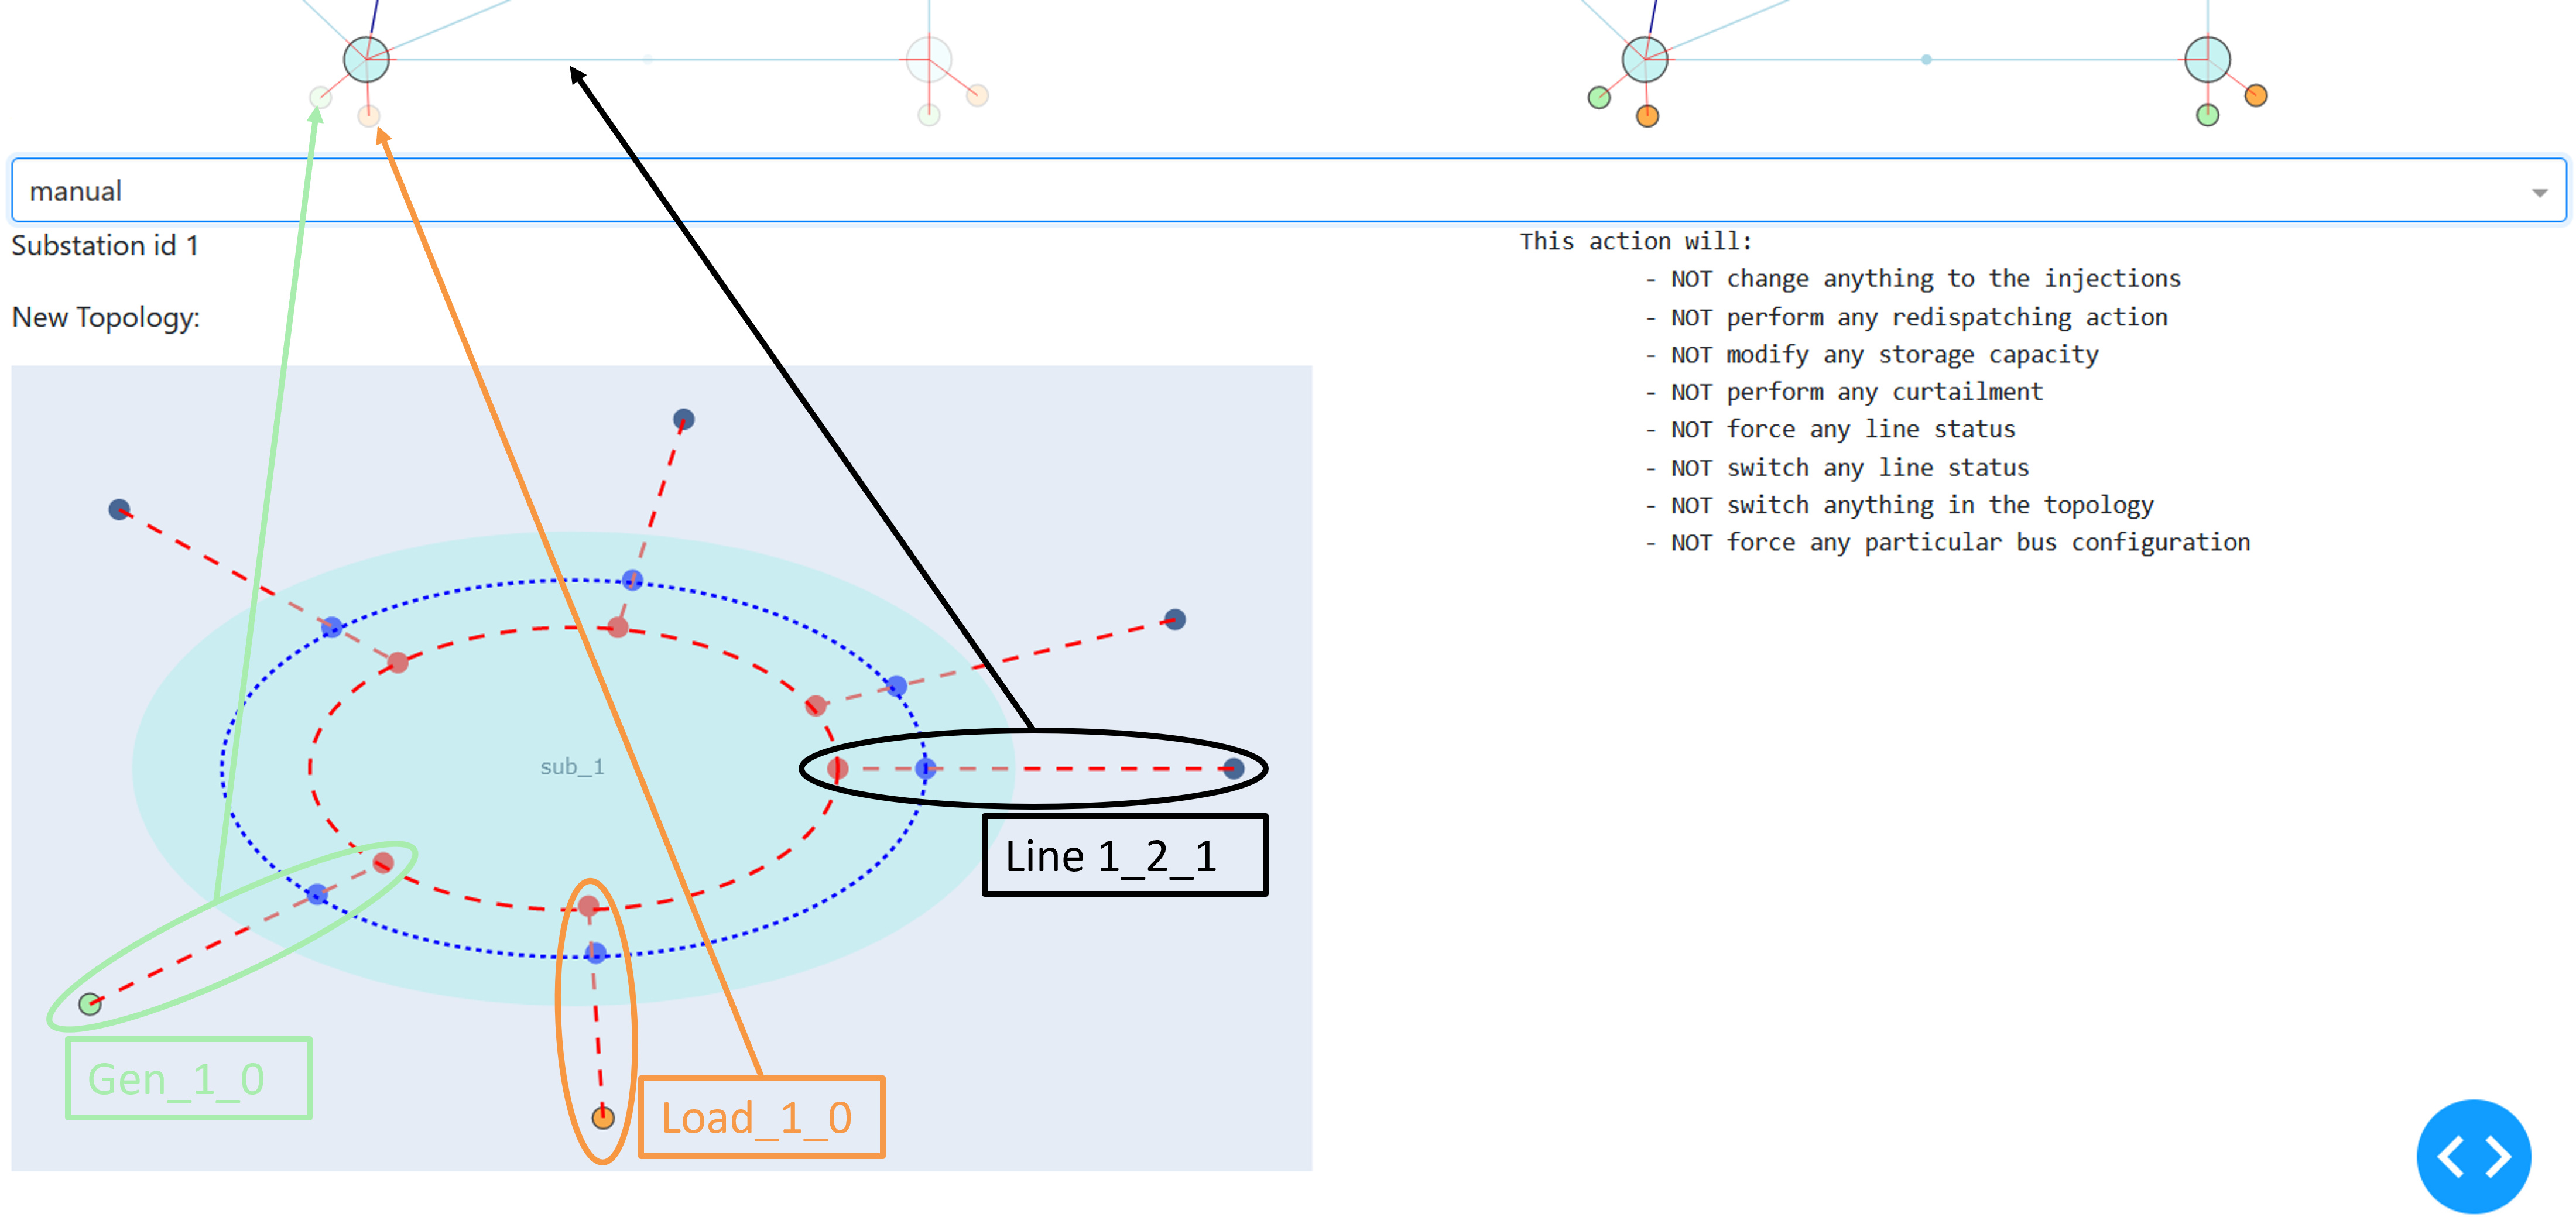 manual
Substation id 1
New Topology:
This action will:
- NOT change anything to the injections
- NOT perform any redispatching action
- NOT modify any storage capacity
- NOT perform any curtailment
- NOT force any line status
- NOT switch any line status
- NOT switch anything in the topology
- NOT force any particular bus configuration
sub_1
Line 1_2_1
Gen_1_0
Load_1_0